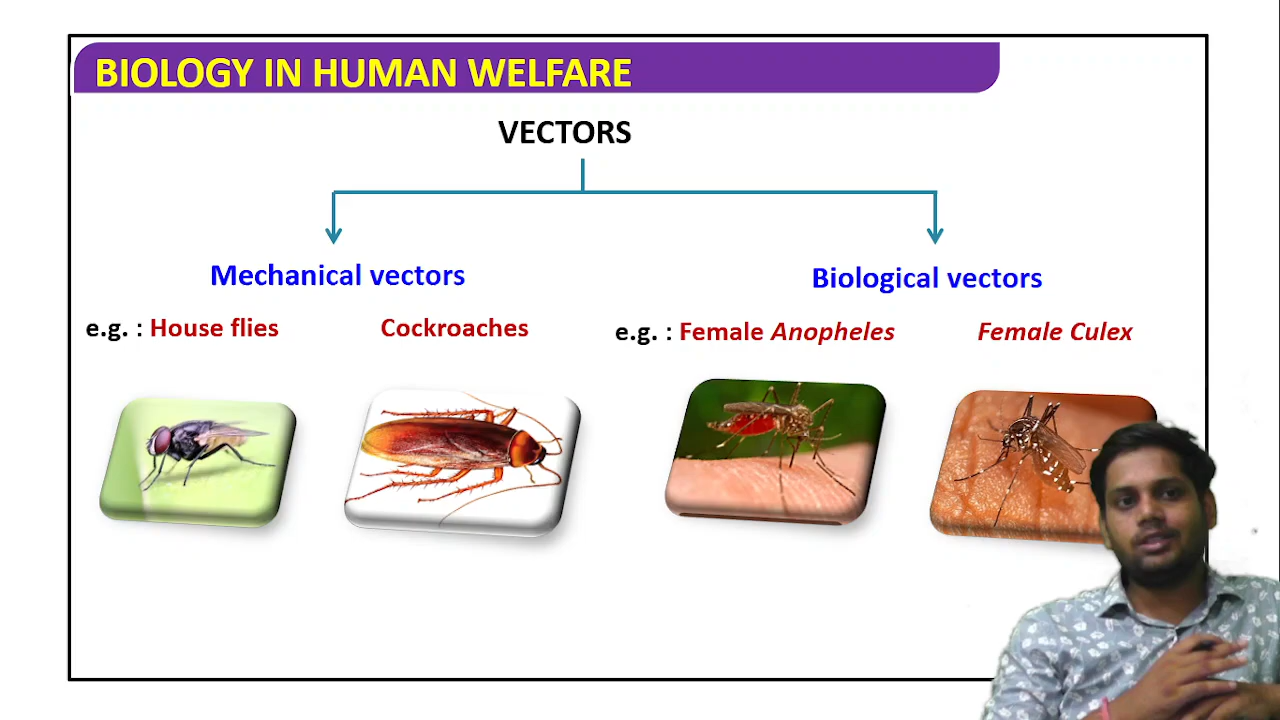 BIOLOGY IN HUMAN WELFARE
VECTORS
Mechanical vectors
Biological vectors
e.g. : House flies
Cockroaches
e.g. : Female Anopheles
Female Culex